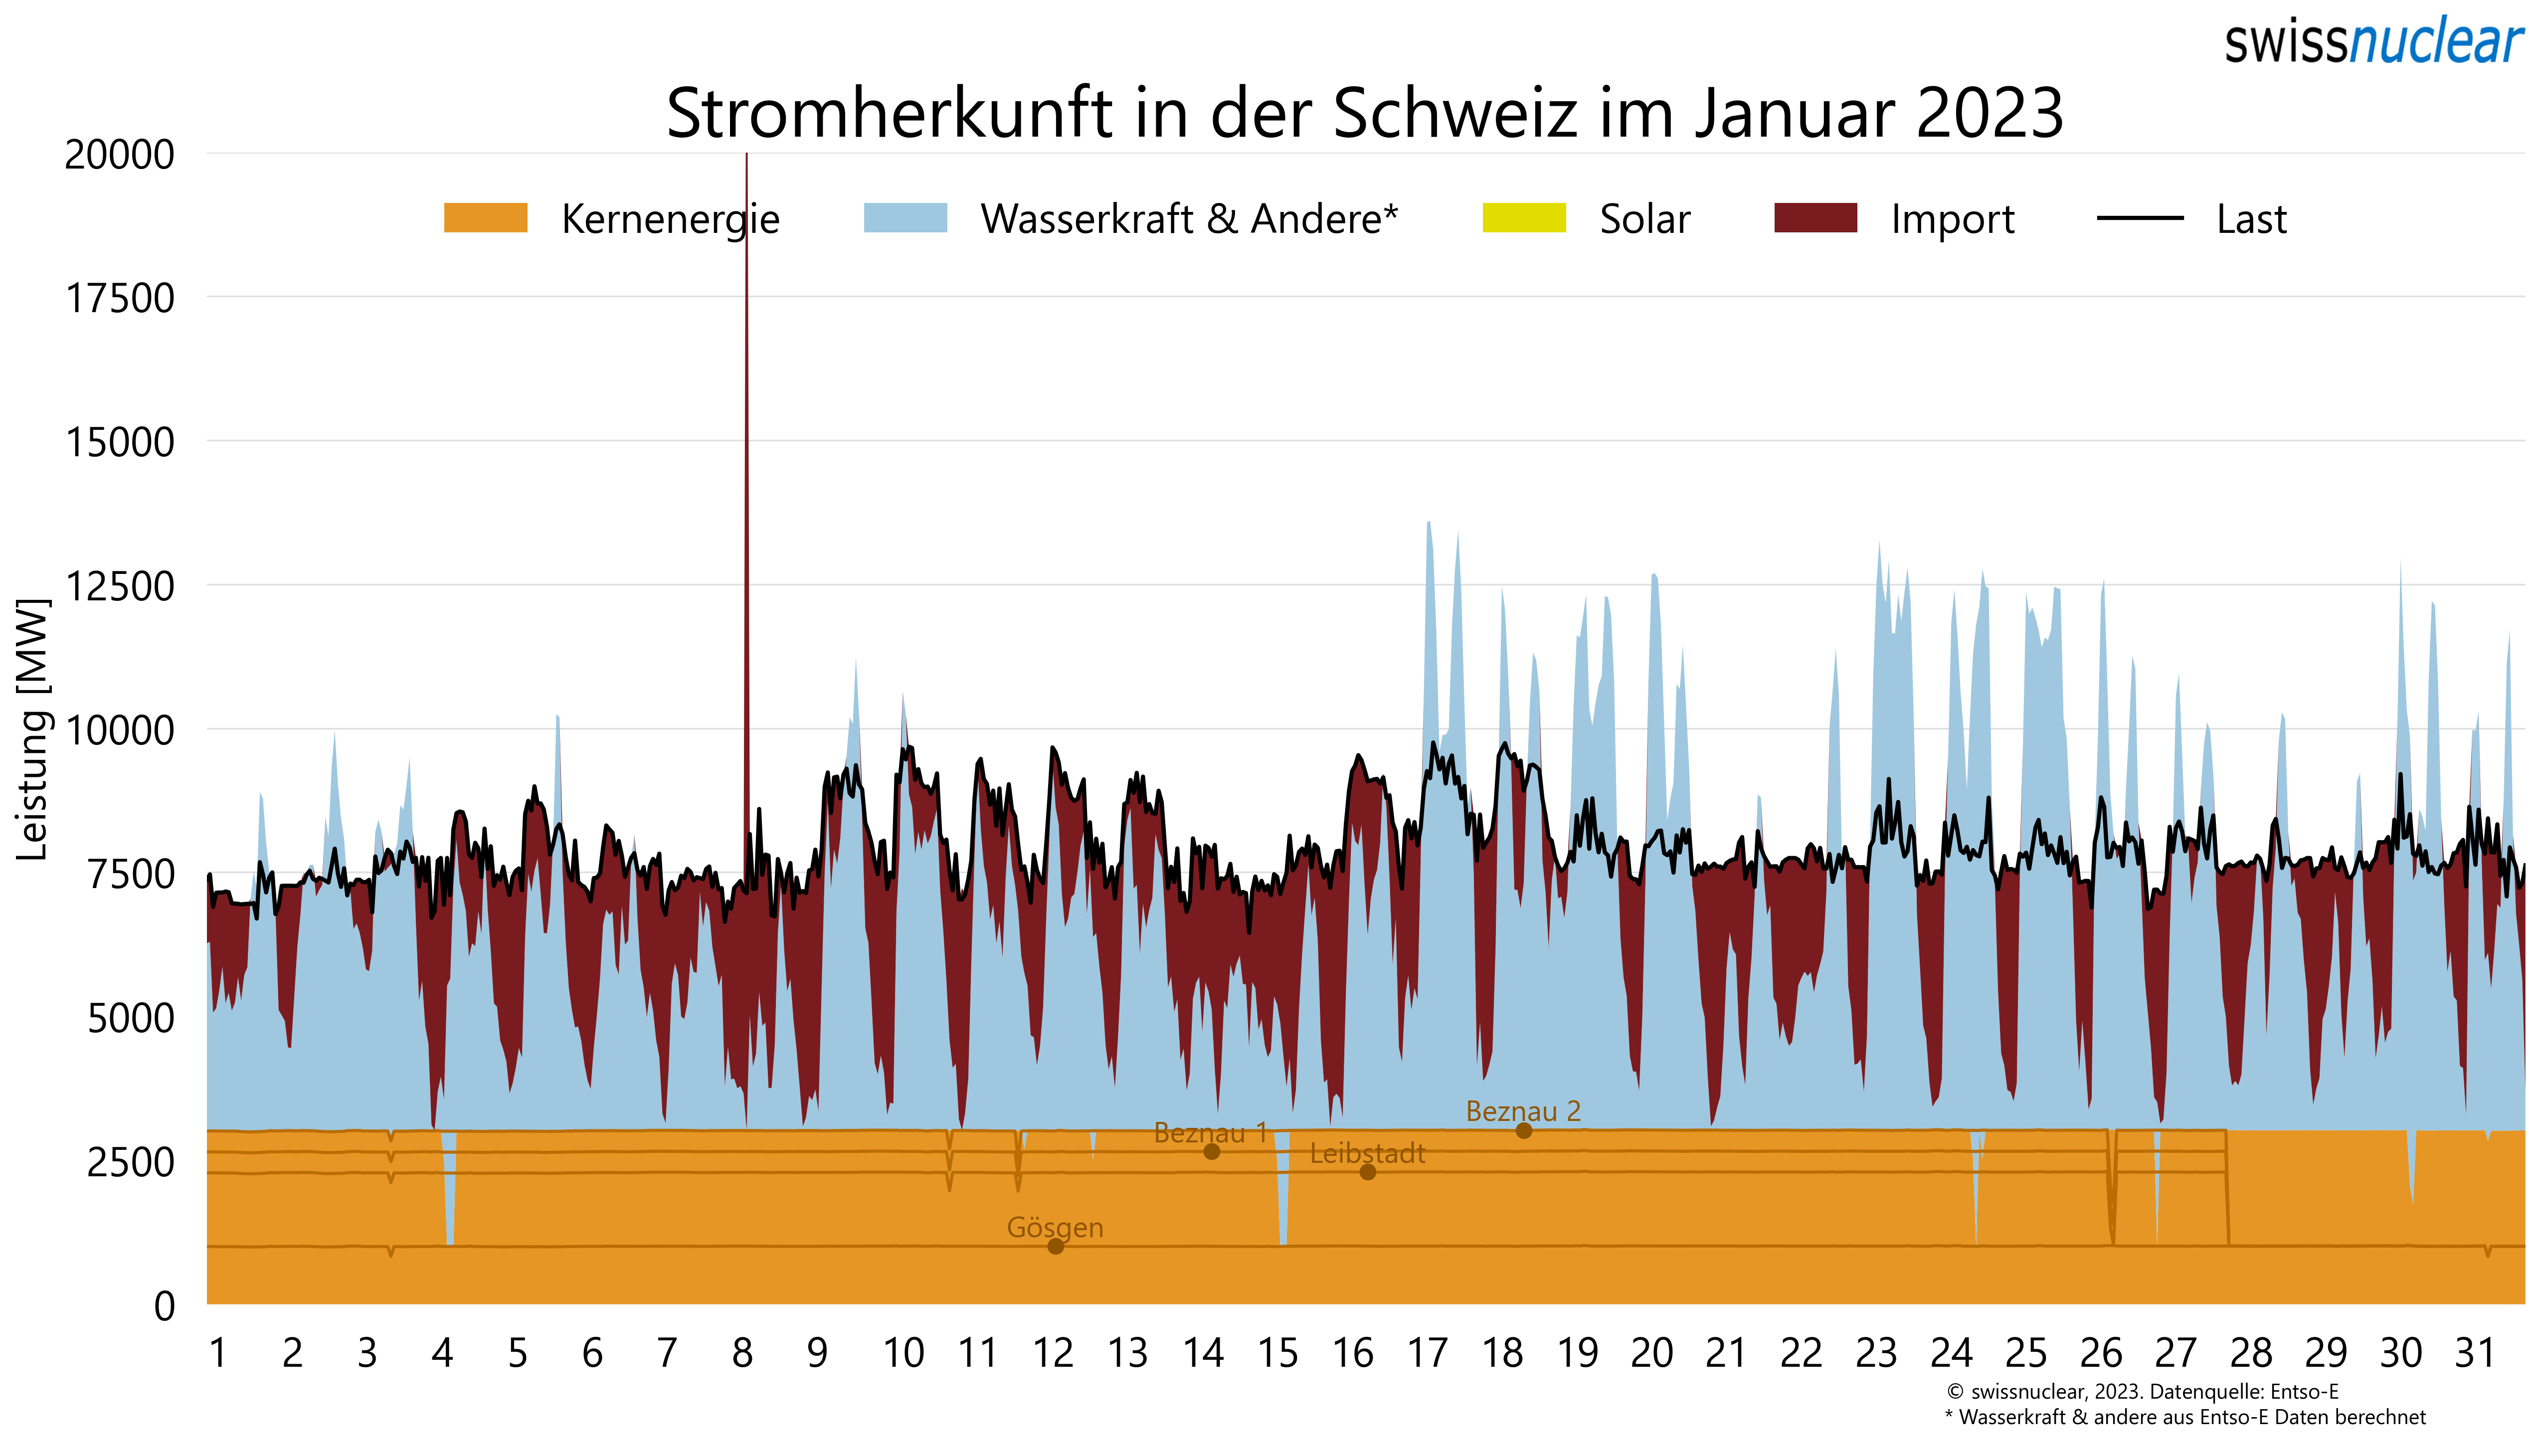 swissnuclear
Stromherkunft in der Schweiz im Januar 2023
Kernenergie Wasserkraft & Andere* Solar Import Last
Leistung [MW]
20000
17500
15000
12500
10000
7500
5000
2500
0
Beznau 2
Beznau 1
Leibstadt
Gösgen
1 2 3 4 5 6 7 8 9 10 11 12 13 14 15 16 17 18 19 20 21 22 23 24 25 26 27 28 29 30 31
© swissnuclear, 2023. Datenquelle: Entso-E
* Wasserkraft & andere aus Entso-E Daten berechnet